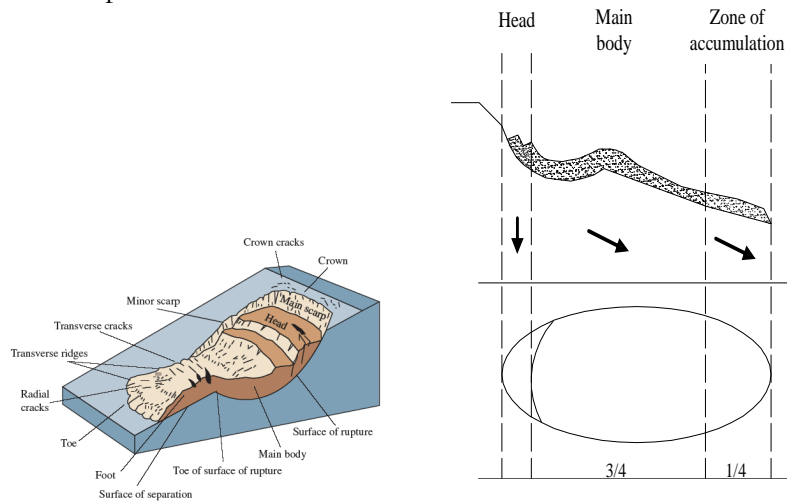 Crown cracks
Crown
Minor scarp
Main scarp
Transverse cracks
Head
Transverse ridges
Radial
cracks
Toe
Surface of rupture
Main body
Foot
Toe of surface of rupture
Surface of separation
Head
Main
body
Zone of
accumulation
3/4
1/4